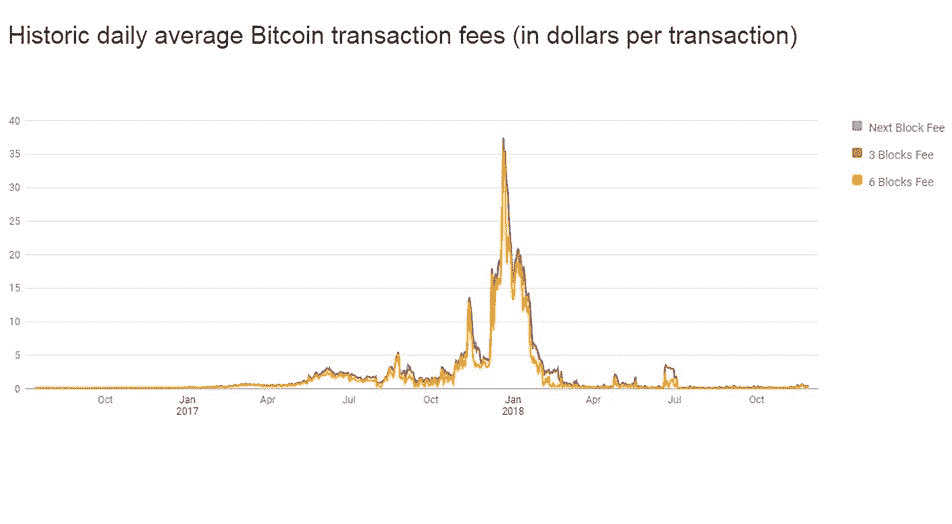 Historic daily average Bitcoin transaction fees (in dollars per transaction)
40
35
30
25
20
15
10
5
0
Oct Jan Apr Jul Oct Jan Apr Jul Oct
2017 2018
Next Block Fee
3 Blocks Fee
6 Blocks Fee